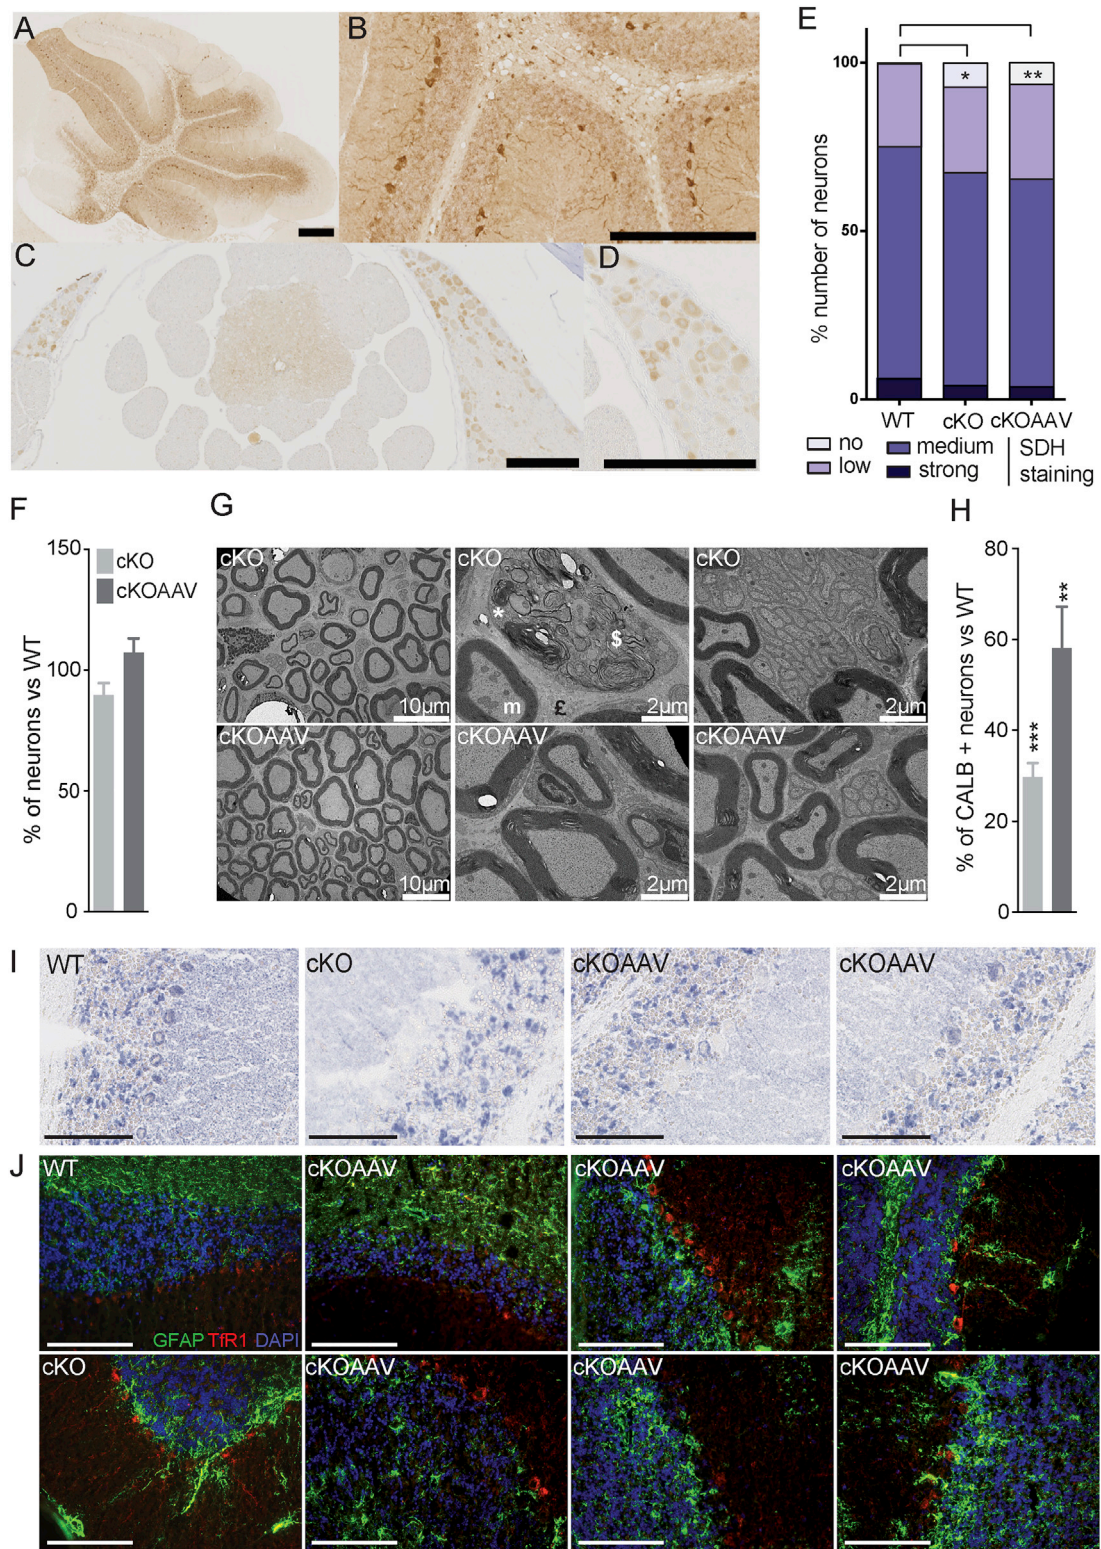 A
B
C
D
E
*
**
100
50
0
% number of neurons
WT
cKO
cKOAAV
no
medium
SDH
low
strong
staining
F
150
100
50
0
% of neurons vs WT
cKO
cKOAAV
G
cKO
10µm
cKO
*
$
m
£
2µm
cKO
2µm
cKOAAV
10µm
cKOAAV
2µm
cKOAAV
2µm
H
80
60
40
20
0
% of CALB + neurons vs WT
***
**
I
WT
cKO
cKOAAV
cKOAAV
J
WT
GFAP TfR1 DAPI
cKOAAV
cKOAAV
cKOAAV
cKO
cKOAAV
cKOAAV
cKOAAV